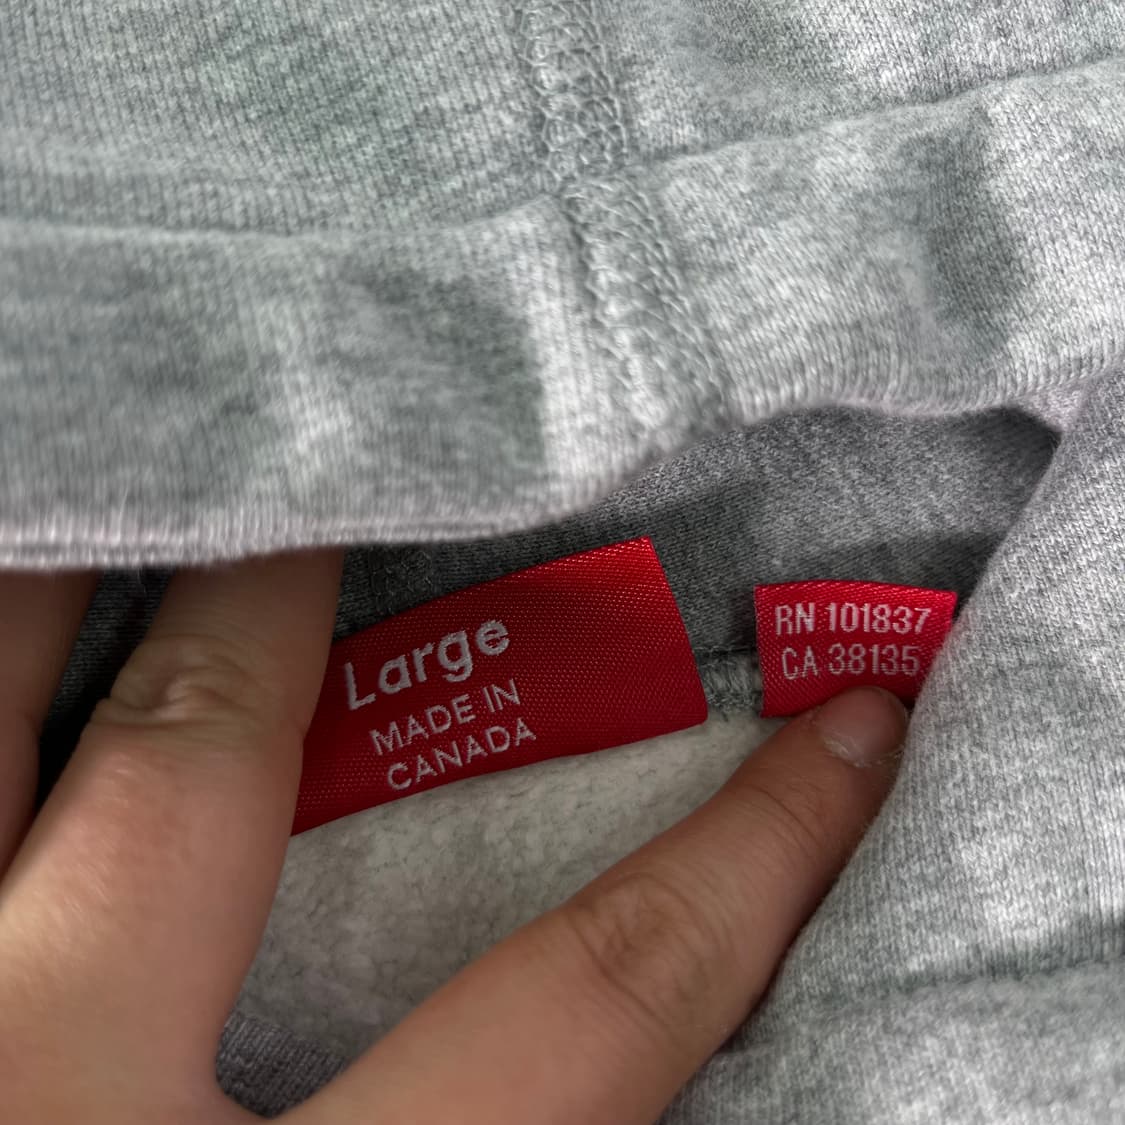 Large
MADE IN
CANADA
RN 101837
CA 38135